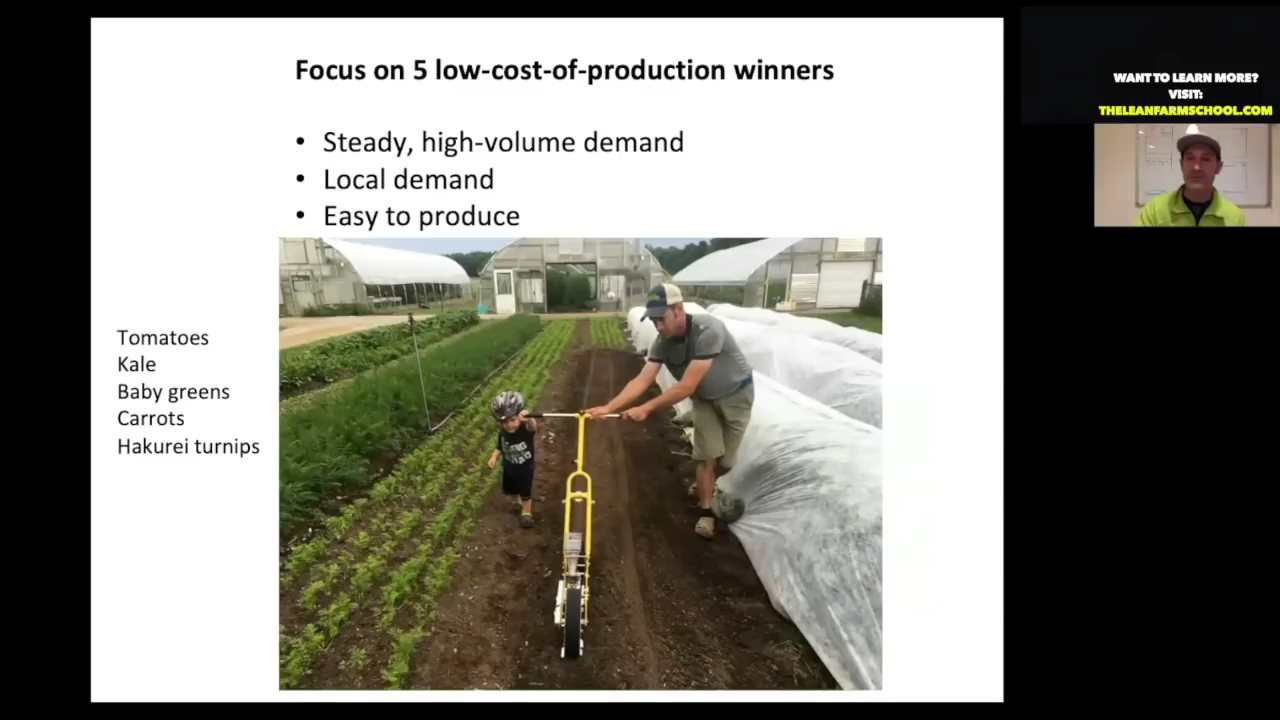 Focus on 5 low-cost-of-production winners
• Steady, high-volume demand
• Local demand
• Easy to produce
Tomatoes
Kale
Baby greens
Carrots
Hakurei turnips
WANT TO LEARN MORE?
VISIT:
THELEANFARMSCHOOL.COM